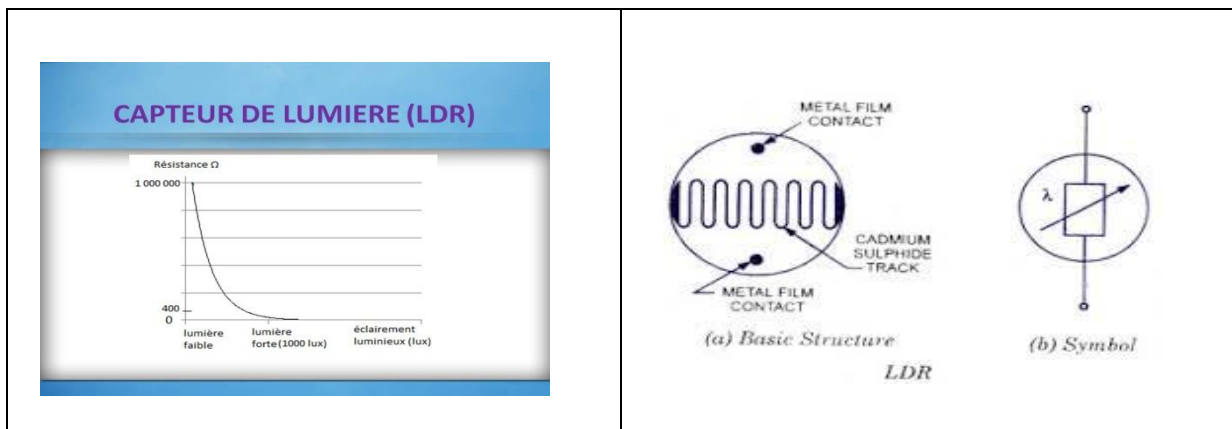 CAPTEUR DE LUMIERE (LDR)
Résistance Ω
1 000 000
400
0
lumière
faible
lumière
forte(1000 lux)
éclairement
luminieux (lux)
METAL FILM
CONTACT
CADMIUM
SULPHIDE
TRACK
METAL FILM
CONTACT
(a) Basic Structure
LDR
λ
(b) Symbol